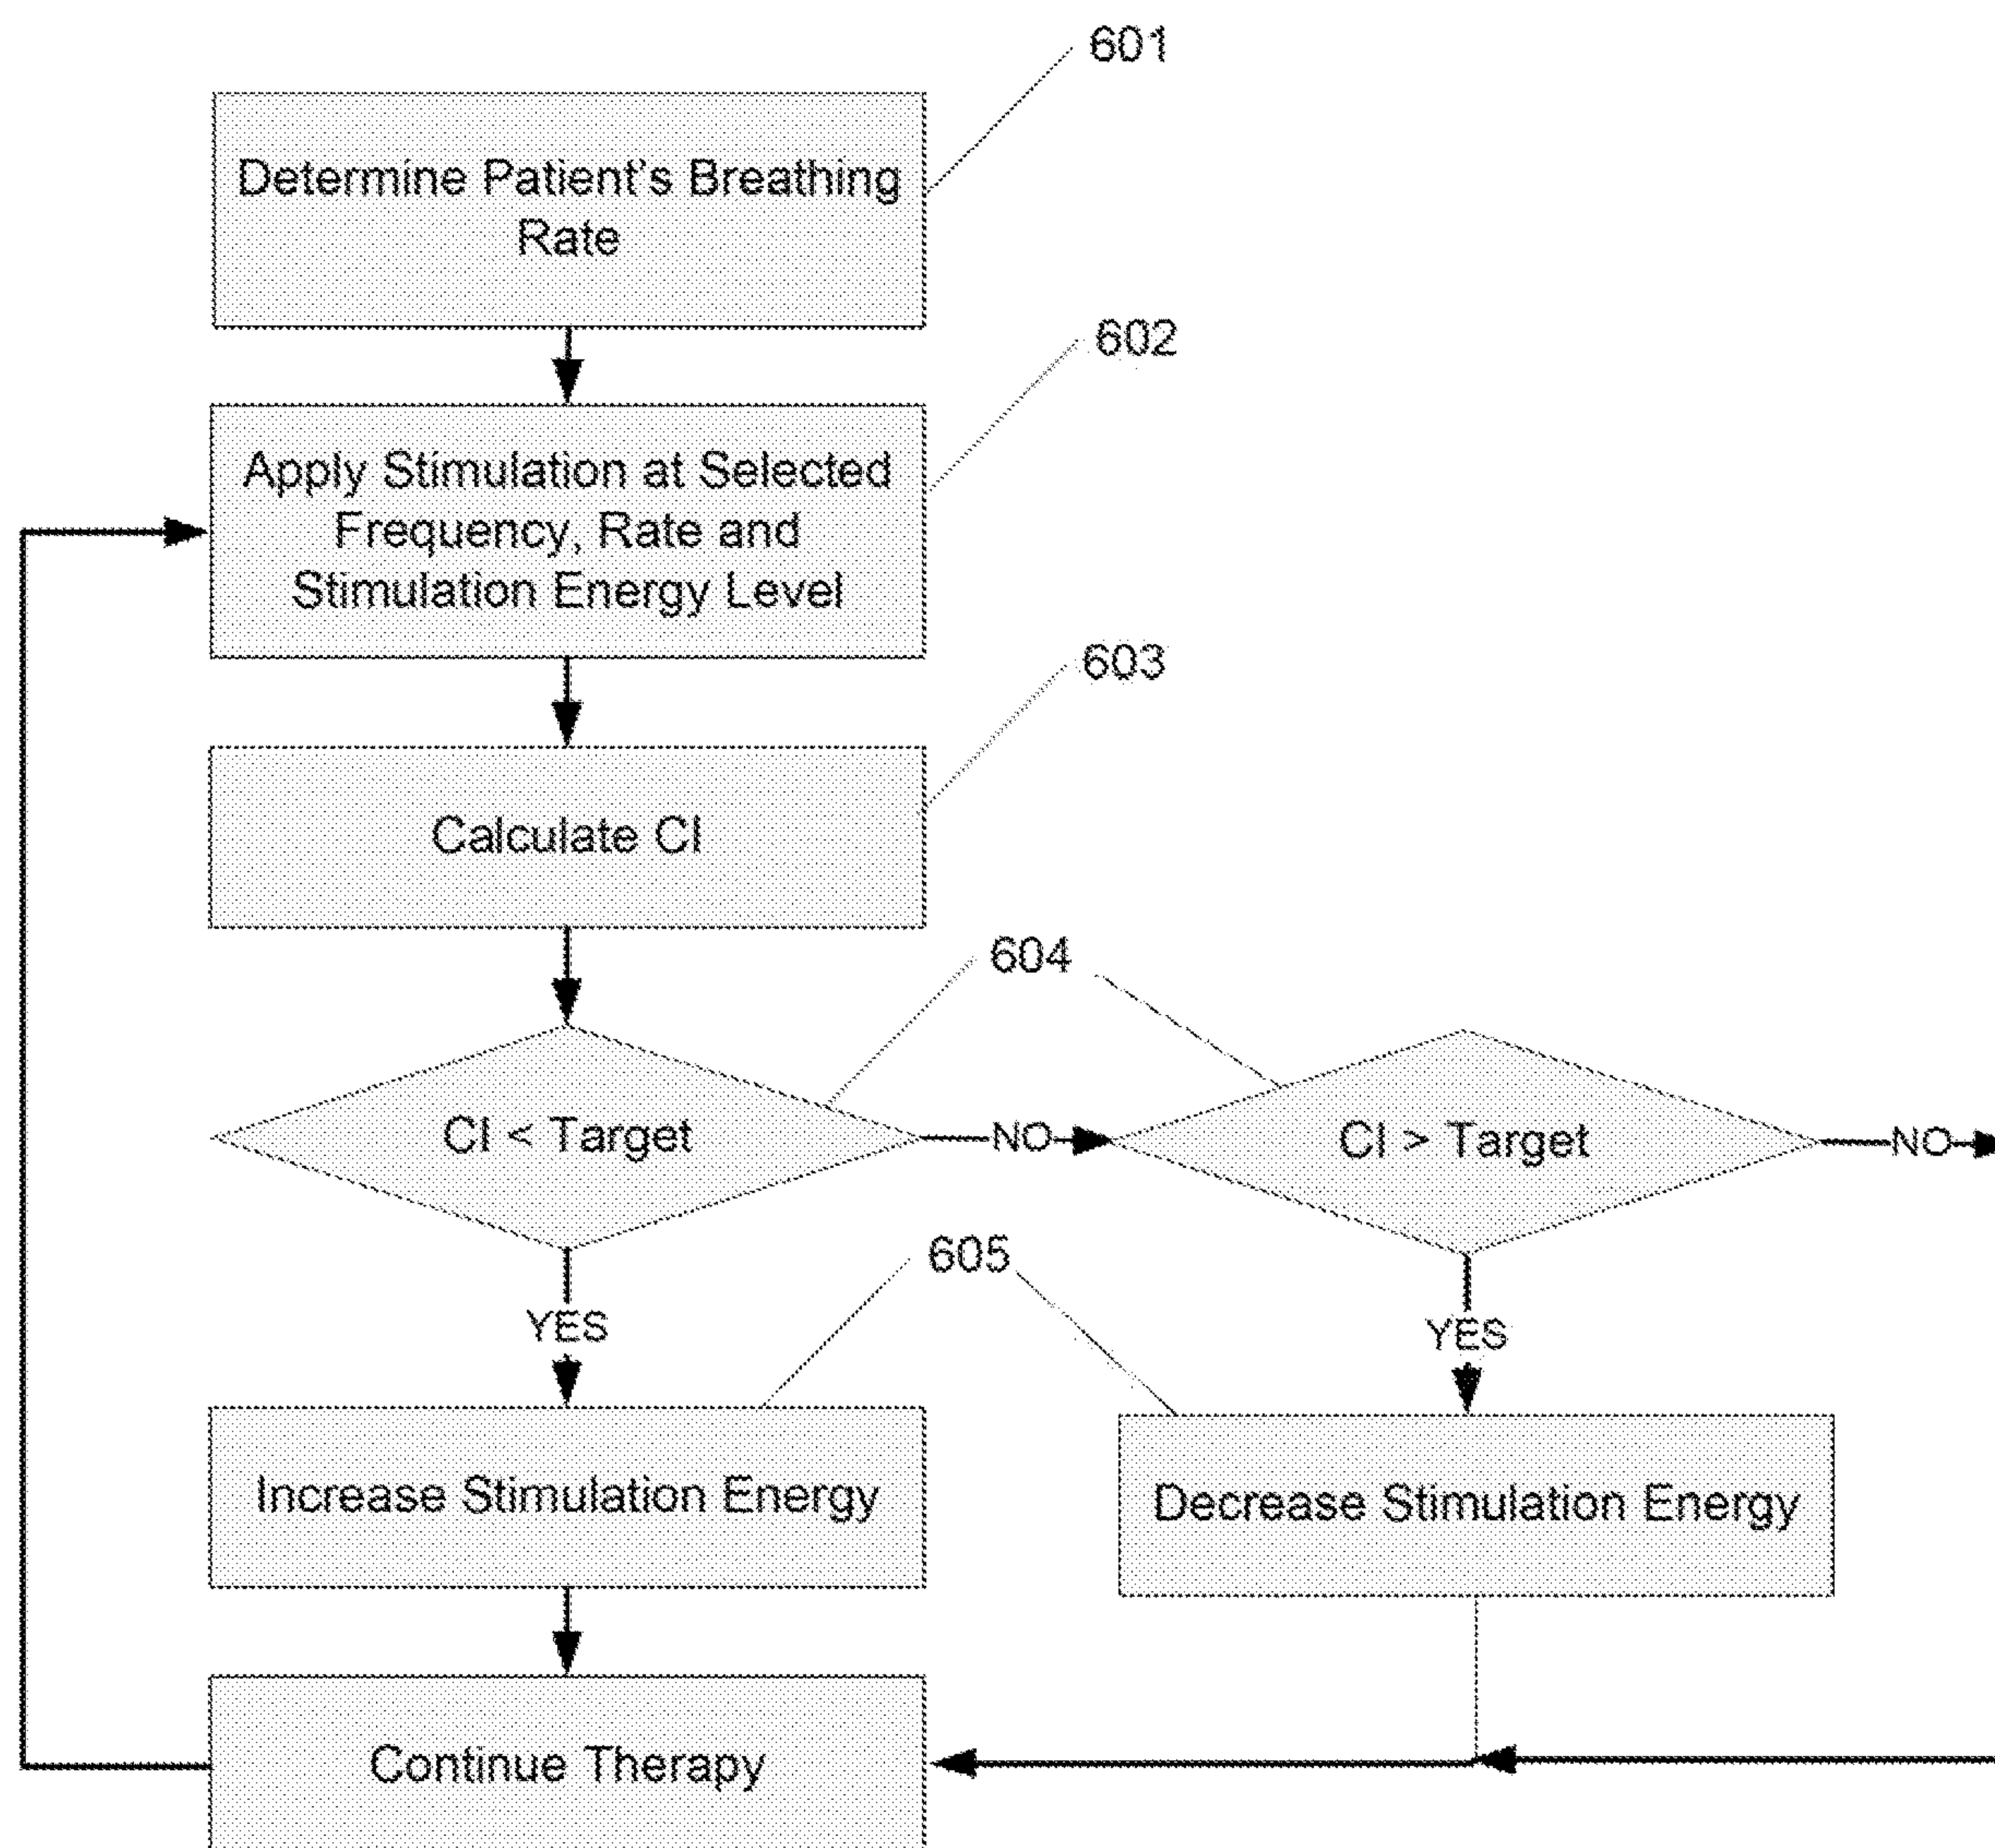 601
Determine Patient's Breathing
Rate
602
Apply Stimulation at Selected
Frequency, Rate and
Stimulation Energy Level
603
Calculate CI
604
CI < Target
NO
CI > Target
NO
605
YES
YES
Increase Stimulation Energy
Decrease Stimulation Energy
Continue Therapy